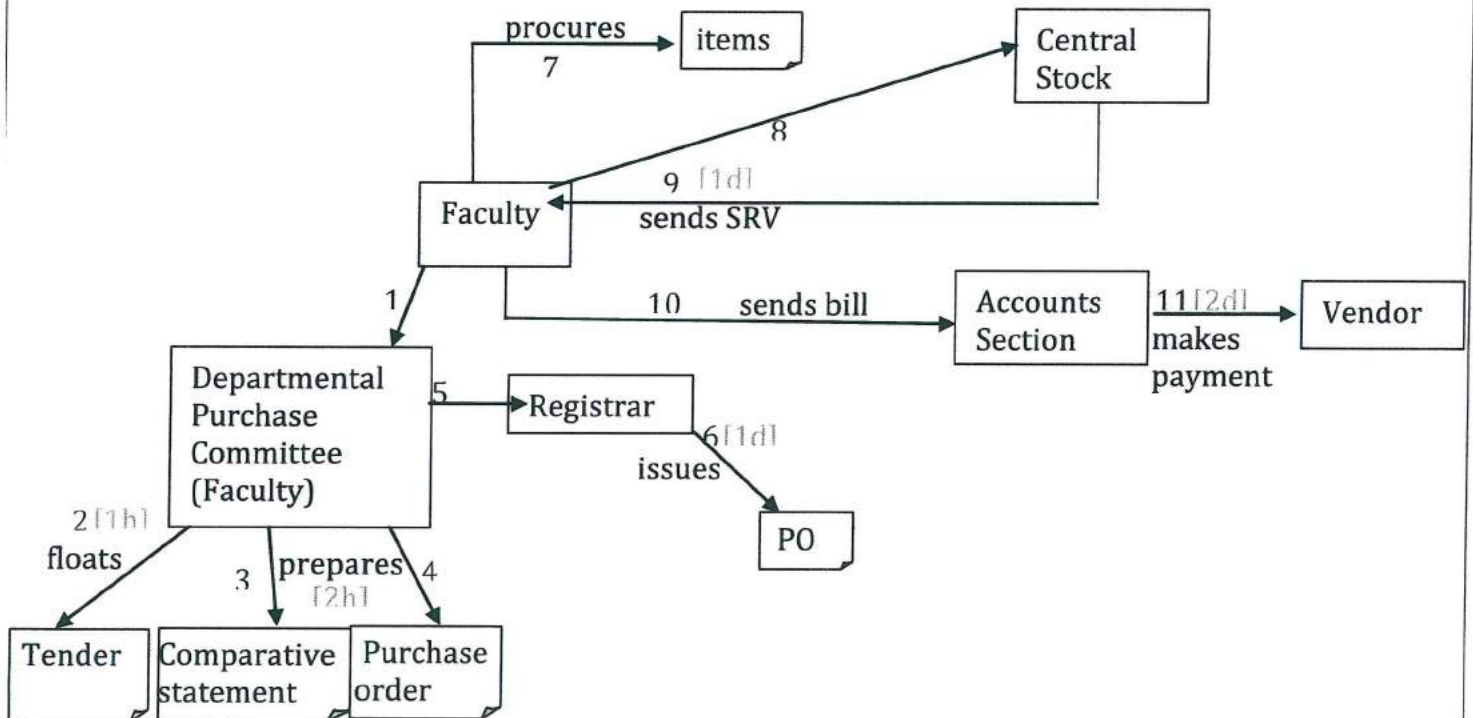 procures
7
items
Central
Stock
8
9 [1d]
sends SRV
Faculty
1
10 sends bill
Accounts
Section
11 [2d]
makes
payment
Vendor
Departmental
Purchase
Committee
(Faculty)
5
Registrar
6 [1d]
issues
PO
2 [1h]
floats
3
prepares
[2h]
4
Tender
Comparative
statement
Purchase
order